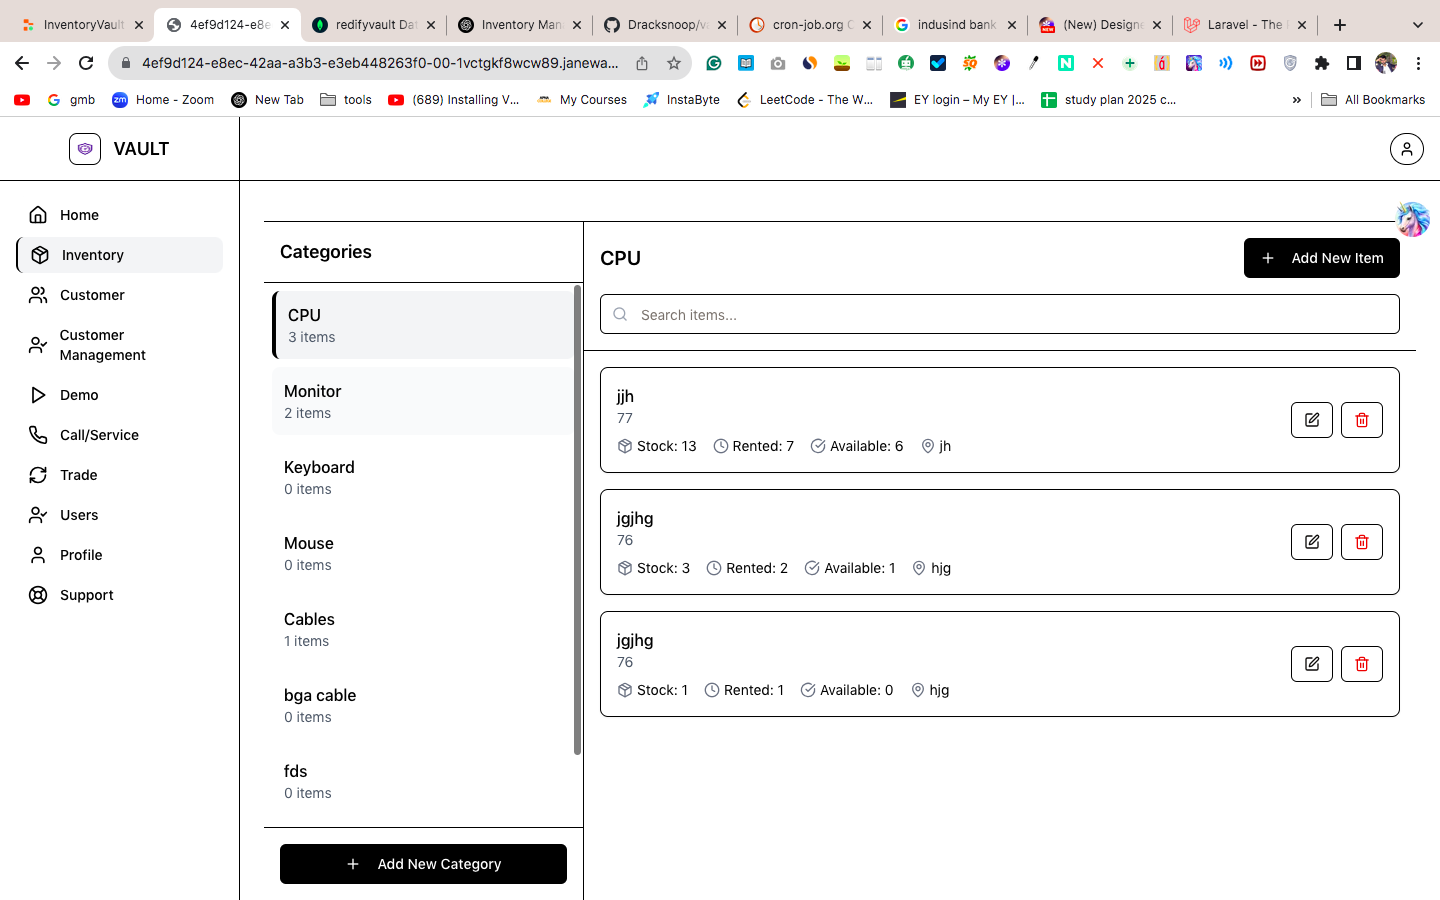 InventoryVault
4ef9d124-e8e
redifyvault Dat
Inventory Man
Dracksnoop/va
cron-job.org C
indusind bank
(New) Designe
Laravel - The
4ef9d124-e8ec-42aa-a3b3-e3eb448263f0-00-1vctgkf8wcw89.janewa...
gmb
Home - Zoom
New Tab
tools
(689) Installing V...
My Courses
InstaByte
LeetCode - The W...
EY login – My EY |...
study plan 2025 c...
»
All Bookmarks
VAULT
Home
Inventory
Customer
Customer
Management
Demo
Call/Service
Trade
Users
Profile
Support
Categories
CPU
3 items
Monitor
2 items
Keyboard
0 items
Mouse
0 items
Cables
1 items
bga cable
0 items
fds
0 items
+ Add New Category
CPU
+ Add New Item
Search items...
jjh
77
Stock: 13 Rented: 7 Available: 6 jh
jgjhg
76
Stock: 3 Rented: 2 Available: 1 hjg
jgjhg
76
Stock: 1 Rented: 1 Available: 0 hjg